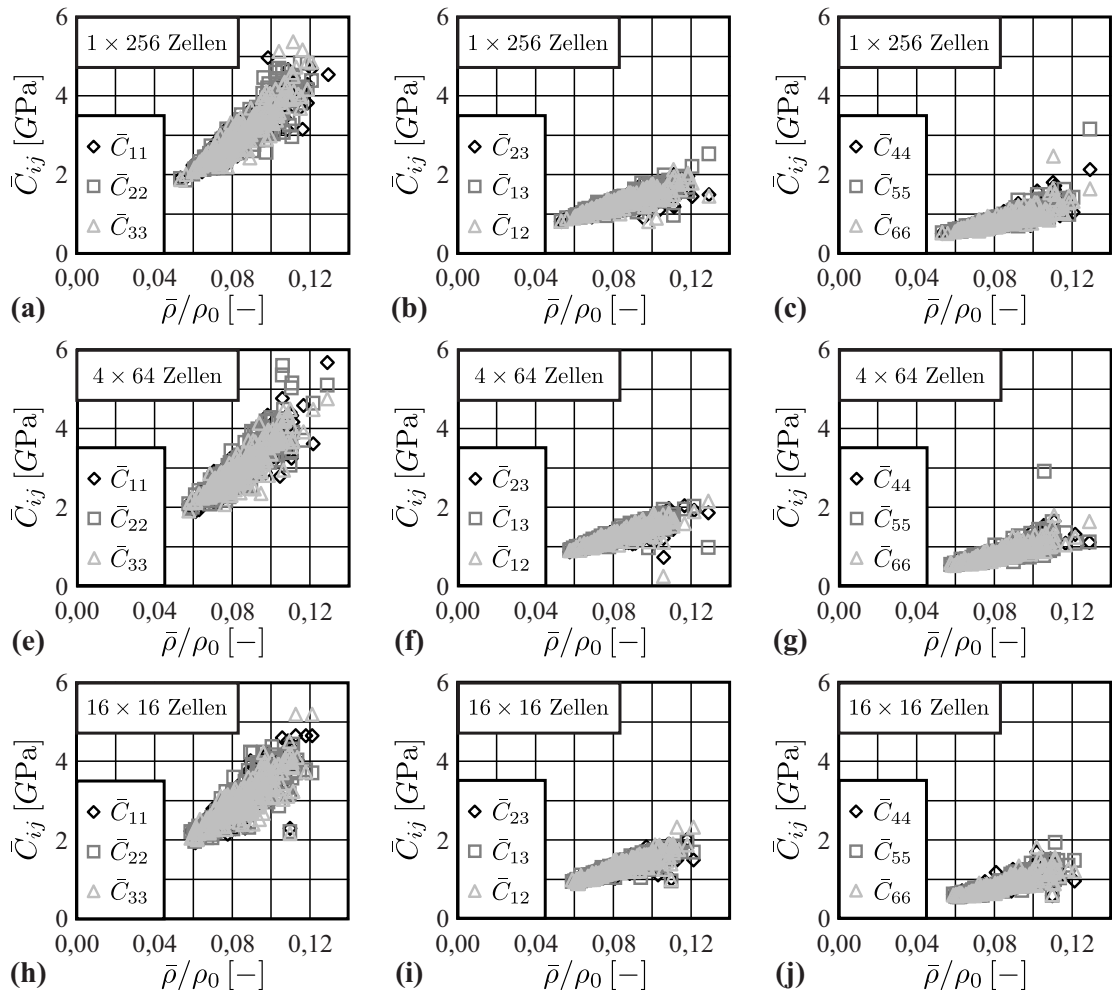 6
4
2
0
C̄ij [GPa]
1 × 256 Zellen
C̄11
C̄22
C̄33
0,00 0,04 0,08 0,12
(a) ρ̄/ρ0 [−]
6
4
2
0
C̄ij [GPa]
1 × 256 Zellen
C̄23
C̄13
C̄12
0,00 0,04 0,08 0,12
(b) ρ̄/ρ0 [−]
6
4
2
0
C̄ij [GPa]
1 × 256 Zellen
C̄44
C̄55
C̄66
0,00 0,04 0,08 0,12
(c) ρ̄/ρ0 [−]
6
4
2
0
C̄ij [GPa]
4 × 64 Zellen
C̄11
C̄22
C̄33
0,00 0,04 0,08 0,12
(e) ρ̄/ρ0 [−]
6
4
2
0
C̄ij [GPa]
4 × 64 Zellen
C̄23
C̄13
C̄12
0,00 0,04 0,08 0,12
(f) ρ̄/ρ0 [−]
6
4
2
0
C̄ij [GPa]
4 × 64 Zellen
C̄44
C̄55
C̄66
0,00 0,04 0,08 0,12
(g) ρ̄/ρ0 [−]
6
4
2
0
C̄ij [GPa]
16 × 16 Zellen
C̄11
C̄22
C̄33
0,00 0,04 0,08 0,12
(h) ρ̄/ρ0 [−]
6
4
2
0
C̄ij [GPa]
16 × 16 Zellen
C̄23
C̄13
C̄12
0,00 0,04 0,08 0,12
(i) ρ̄/ρ0 [−]
6
4
2
0
C̄ij [GPa]
16 × 16 Zellen
C̄44
C̄55
C̄66
0,00 0,04 0,08 0,12
(j) ρ̄/ρ0 [−]